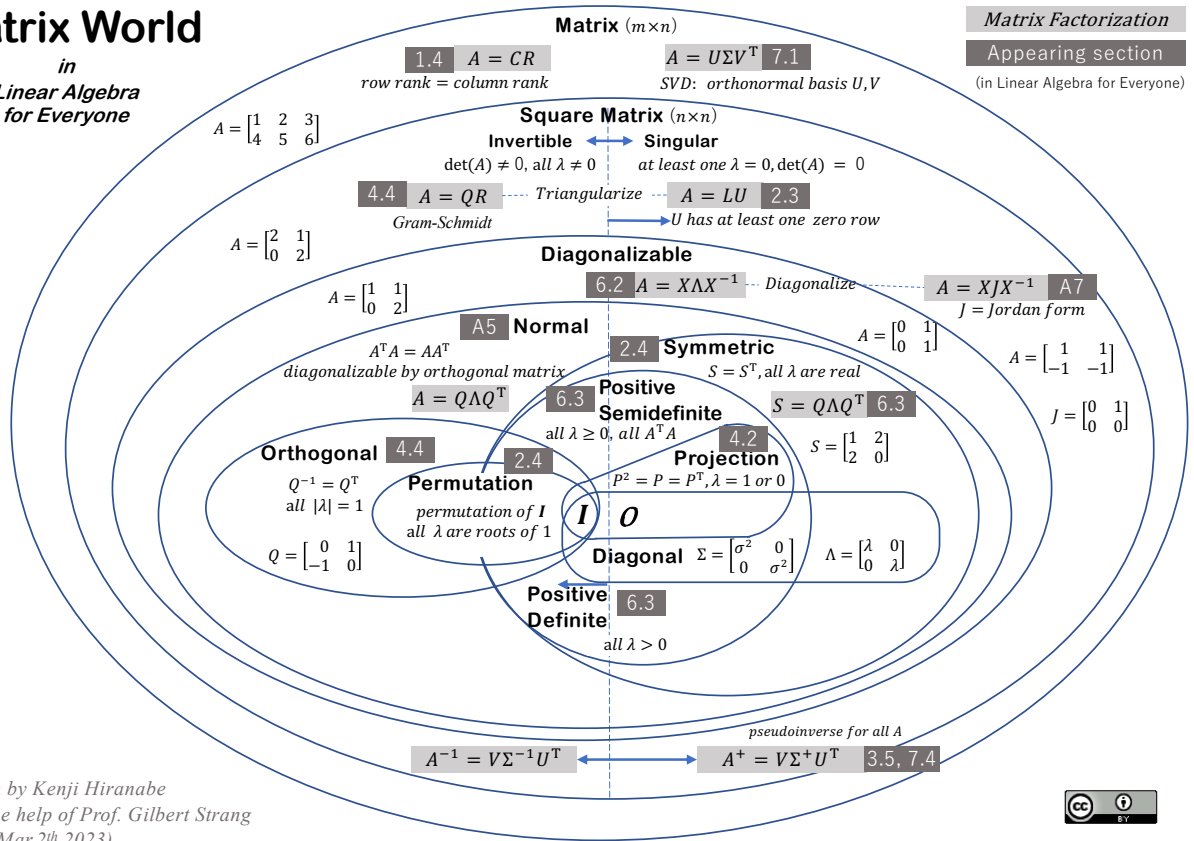 Matrix World
in
Linear Algebra
for Everyone
Matrix (m×n)
1.4 A = CR
row rank = column rank
A = UΣVᵀ 7.1
SVD: orthonormal basis U, V
Matrix Factorization
Appearing section
(in Linear Algebra for Everyone)
A = [1 2 3
4 5 6]
Square Matrix (n×n)
Invertible Singular
det(A) ≠ 0, all λ ≠ 0
at least one λ = 0, det(A) = 0
4.4 A = QR Triangularize A = LU 2.3
Gram-Schmidt
U has at least one zero row
A = [2 1
0 2]
Diagonalizable
6.2 A = XΛX⁻¹ Diagonalize A = XJX⁻¹ A7
J = Jordan form
A = [1 1
0 2]
A5 Normal
AᵀA = AAᵀ
diagonalizable by orthogonal matrix
A = QΛQᵀ
2.4 Symmetric
S = Sᵀ, all λ are real
A = [0 1
0 1]
A = [1 1
-1 -1]
6.3 Positive
Semidefinite
all λ ≥ 0, all AᵀA
S = QΛQᵀ 6.3
S = [1 2
2 0]
J = [0 1
0 0]
Orthogonal 4.4
Q⁻¹ = Qᵀ
all |λ| = 1
Q = [0 1
-1 0]
2.4
Permutation
permutation of I
all λ are roots of 1
4.2
Projection
P² = P = Pᵀ, λ = 1 or 0
I O
Diagonal Σ = [σ² 0
0 σ²]
Λ = [λ 0
0 λ]
Positive
Definite
6.3
all λ > 0
pseudoinverse for all A
A⁻¹ = VΣ⁻¹Uᵀ A⁺ = VΣ⁺Uᵀ 3.5, 7.4
by Kenji Hiranabe
help of Prof. Gilbert Strang
Mar 2th 2023)
cc
BY